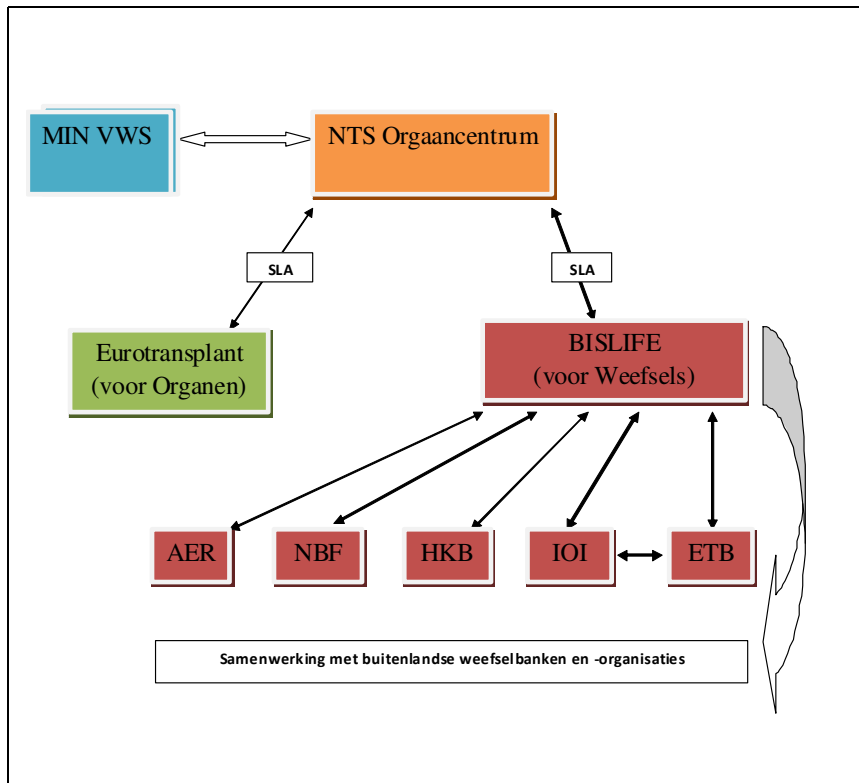 MIN VWS
NTS Orgaancentrum
SLA
SLA
Eurotransplant
(voor Organen)
BISLIFE
(voor Weefsels)
AER
NBF
HKB
IOI
ETB
Samenwerking met buitenlandse weefselbanken en -organisaties